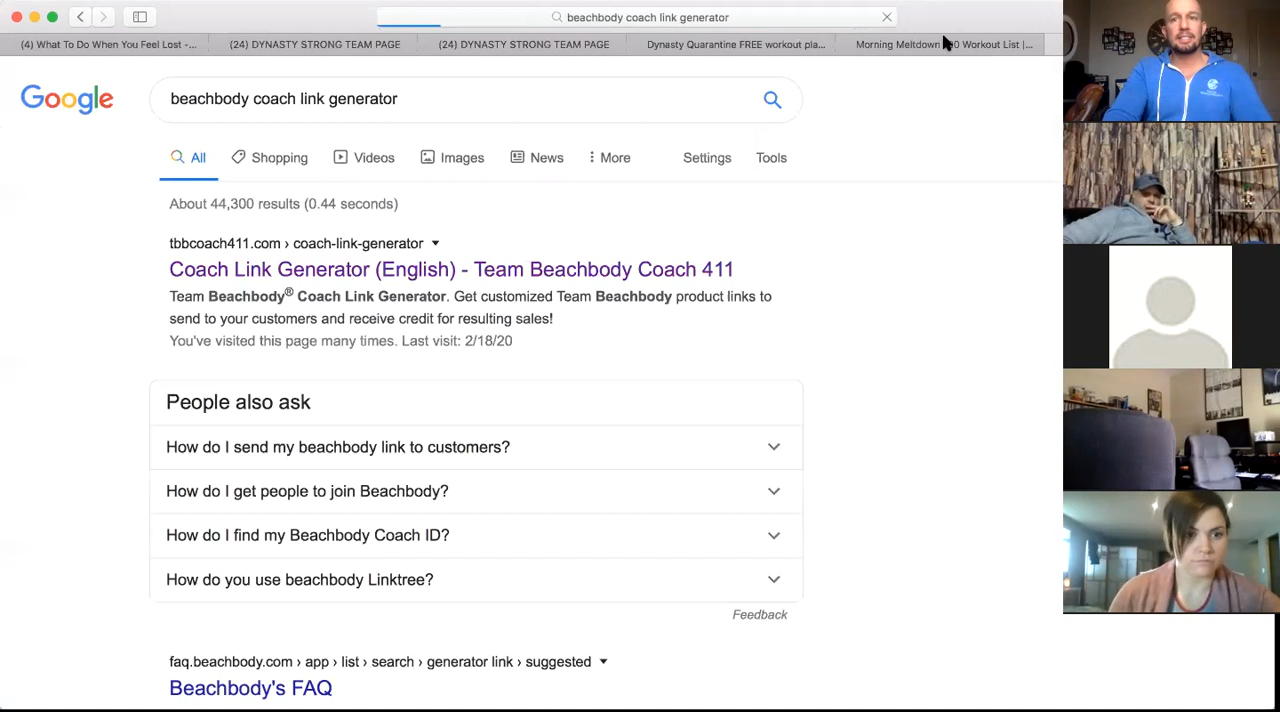 beachbody coach link generator
(4) What To Do When You Feel Lost -...
(24) DYNASTY STRONG TEAM PAGE
(24) DYNASTY STRONG TEAM PAGE
Dynasty Quarantine FREE workout pla...
Morning Meltdown 0 Workout List |...
Google
beachbody coach link generator
All
Shopping
Videos
Images
News
More
Settings
Tools
About 44,300 results (0.44 seconds)
tbbcoach411.com › coach-link-generator
Coach Link Generator (English) - Team Beachbody Coach 411
Team Beachbody® Coach Link Generator. Get customized Team Beachbody product links to
send to your customers and receive credit for resulting sales!
You've visited this page many times. Last visit: 2/18/20
People also ask
How do I send my beachbody link to customers?
How do I get people to join Beachbody?
How do I find my Beachbody Coach ID?
How do you use beachbody Linktree?
Feedback
faq.beachbody.com › app › list › search › generator link › suggested
Beachbody's FAQ